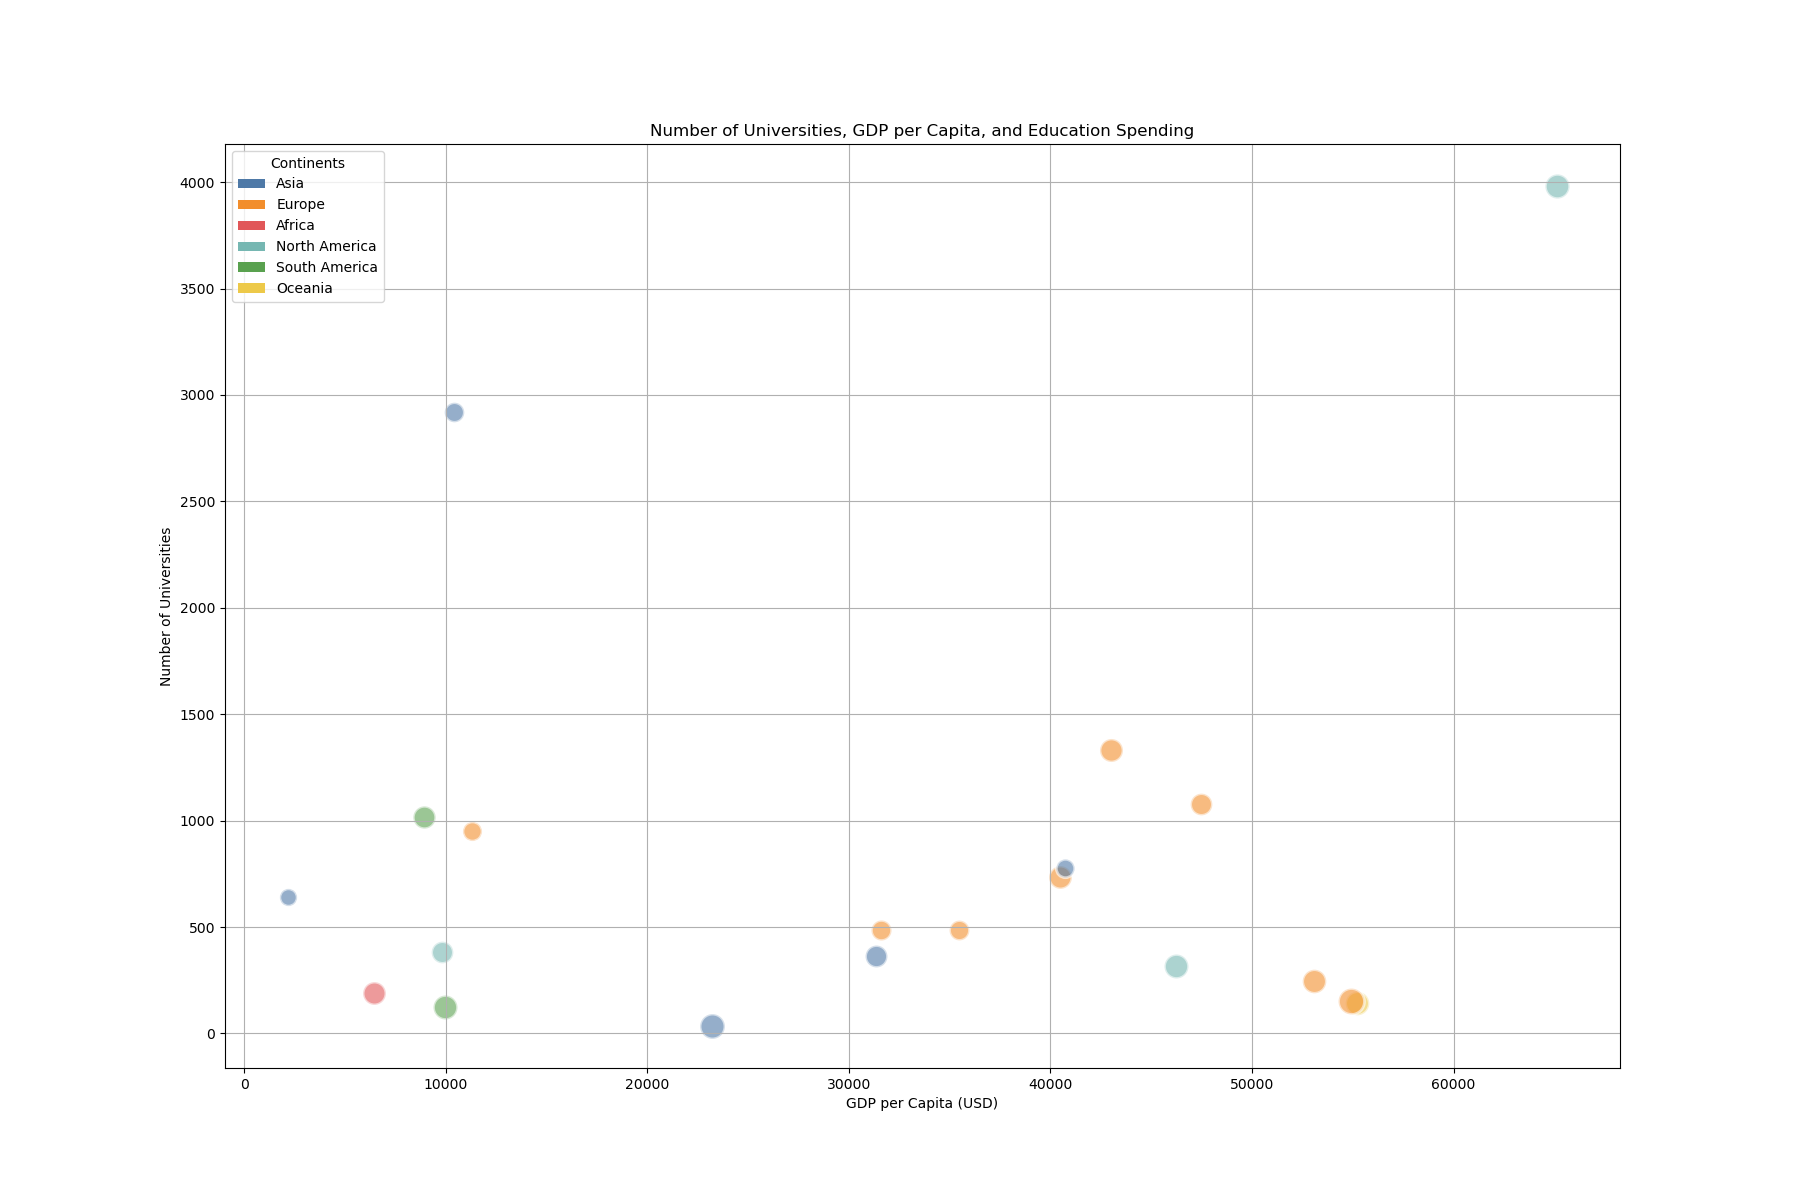 Number of Universities, GDP per Capita, and Education Spending
Continents
Asia
Europe
Africa
North America
South America
Oceania
4000
3500
3000
2500
2000
1500
1000
500
0
Number of Universities
0 10000 20000 30000 40000 50000 60000
GDP per Capita (USD)